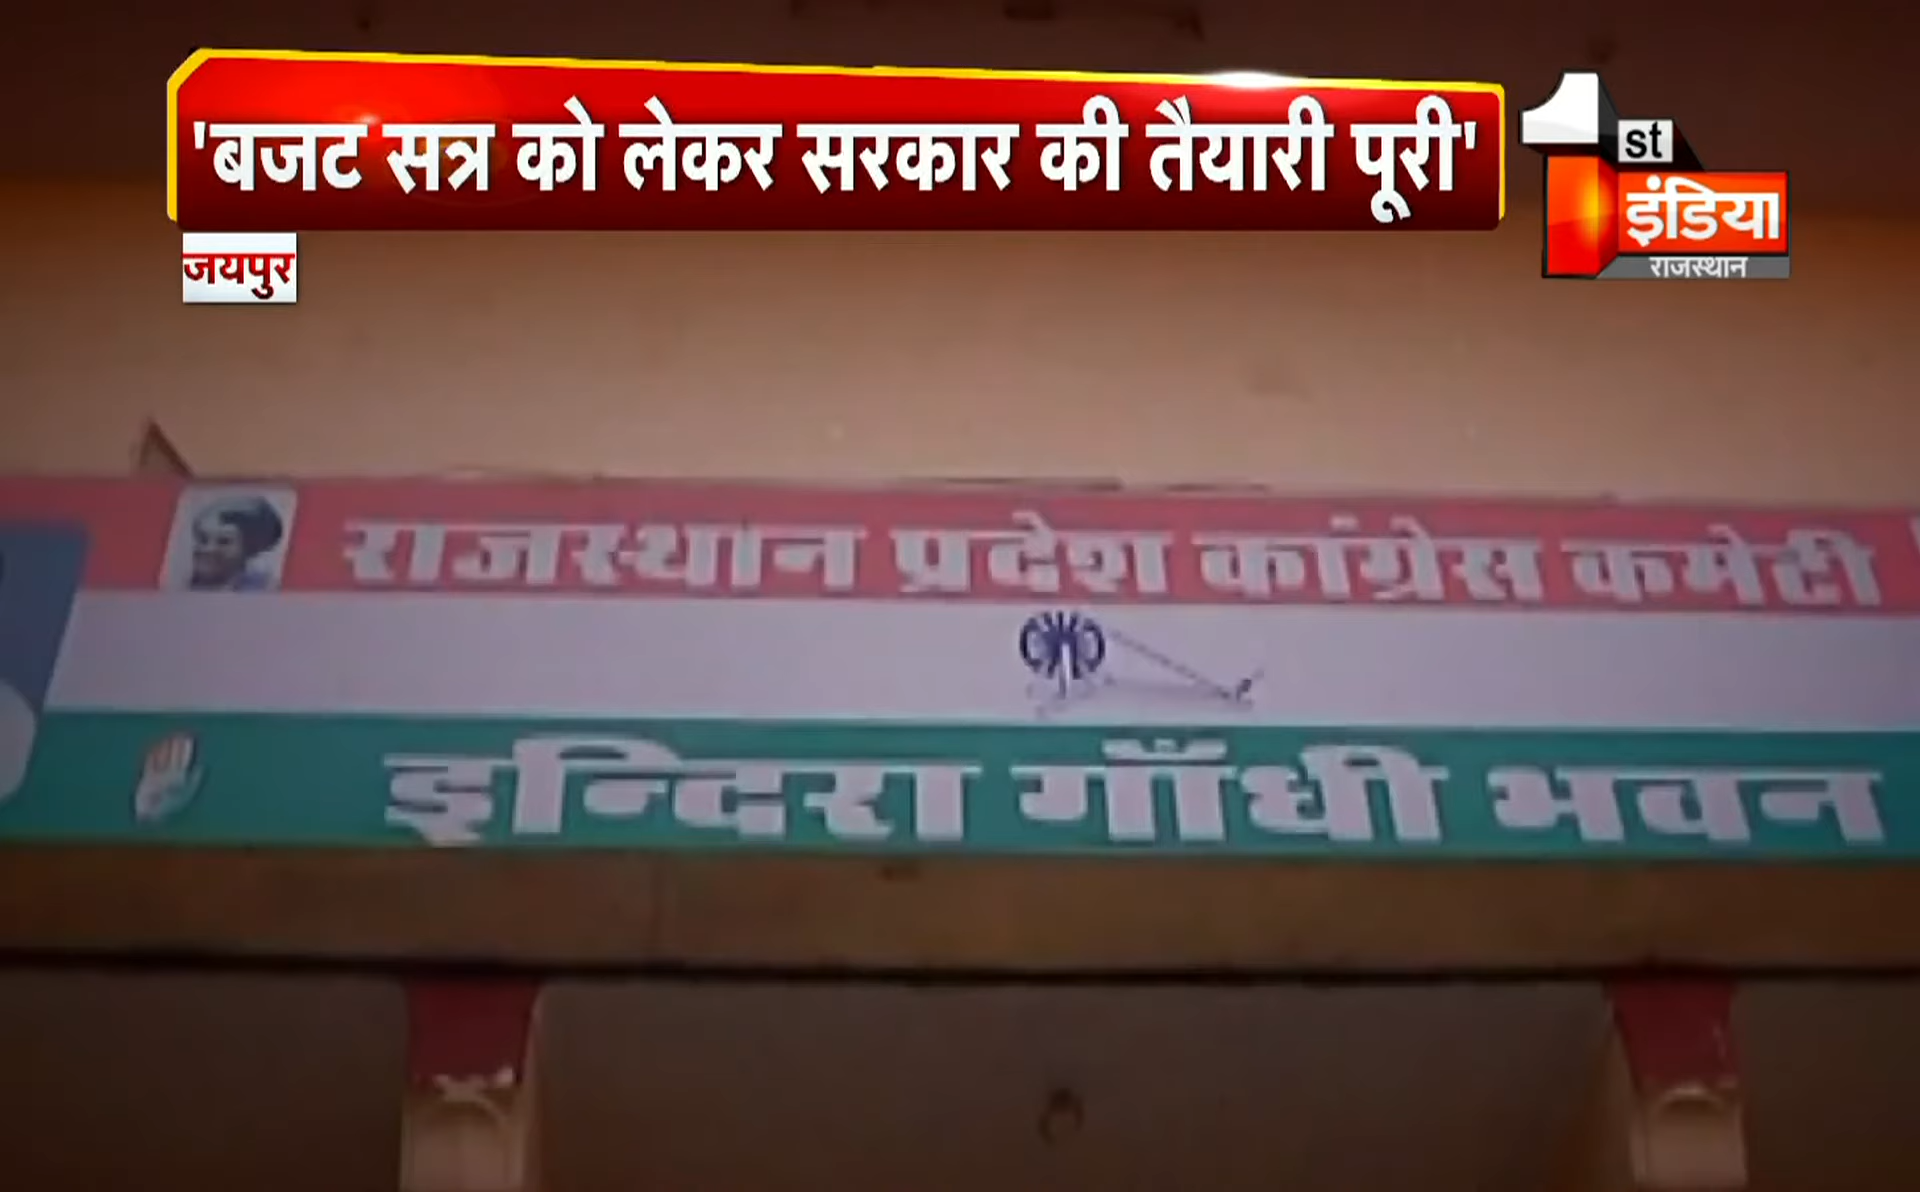 'बजट सत्र को लेकर सरकार की तैयारी पूरी'
1st
इंडिया
राजस्थान
जयपुर
राजस्थान प्रदेश कांग्रेस कमेटी
इन्दिरा गाँधी भवन